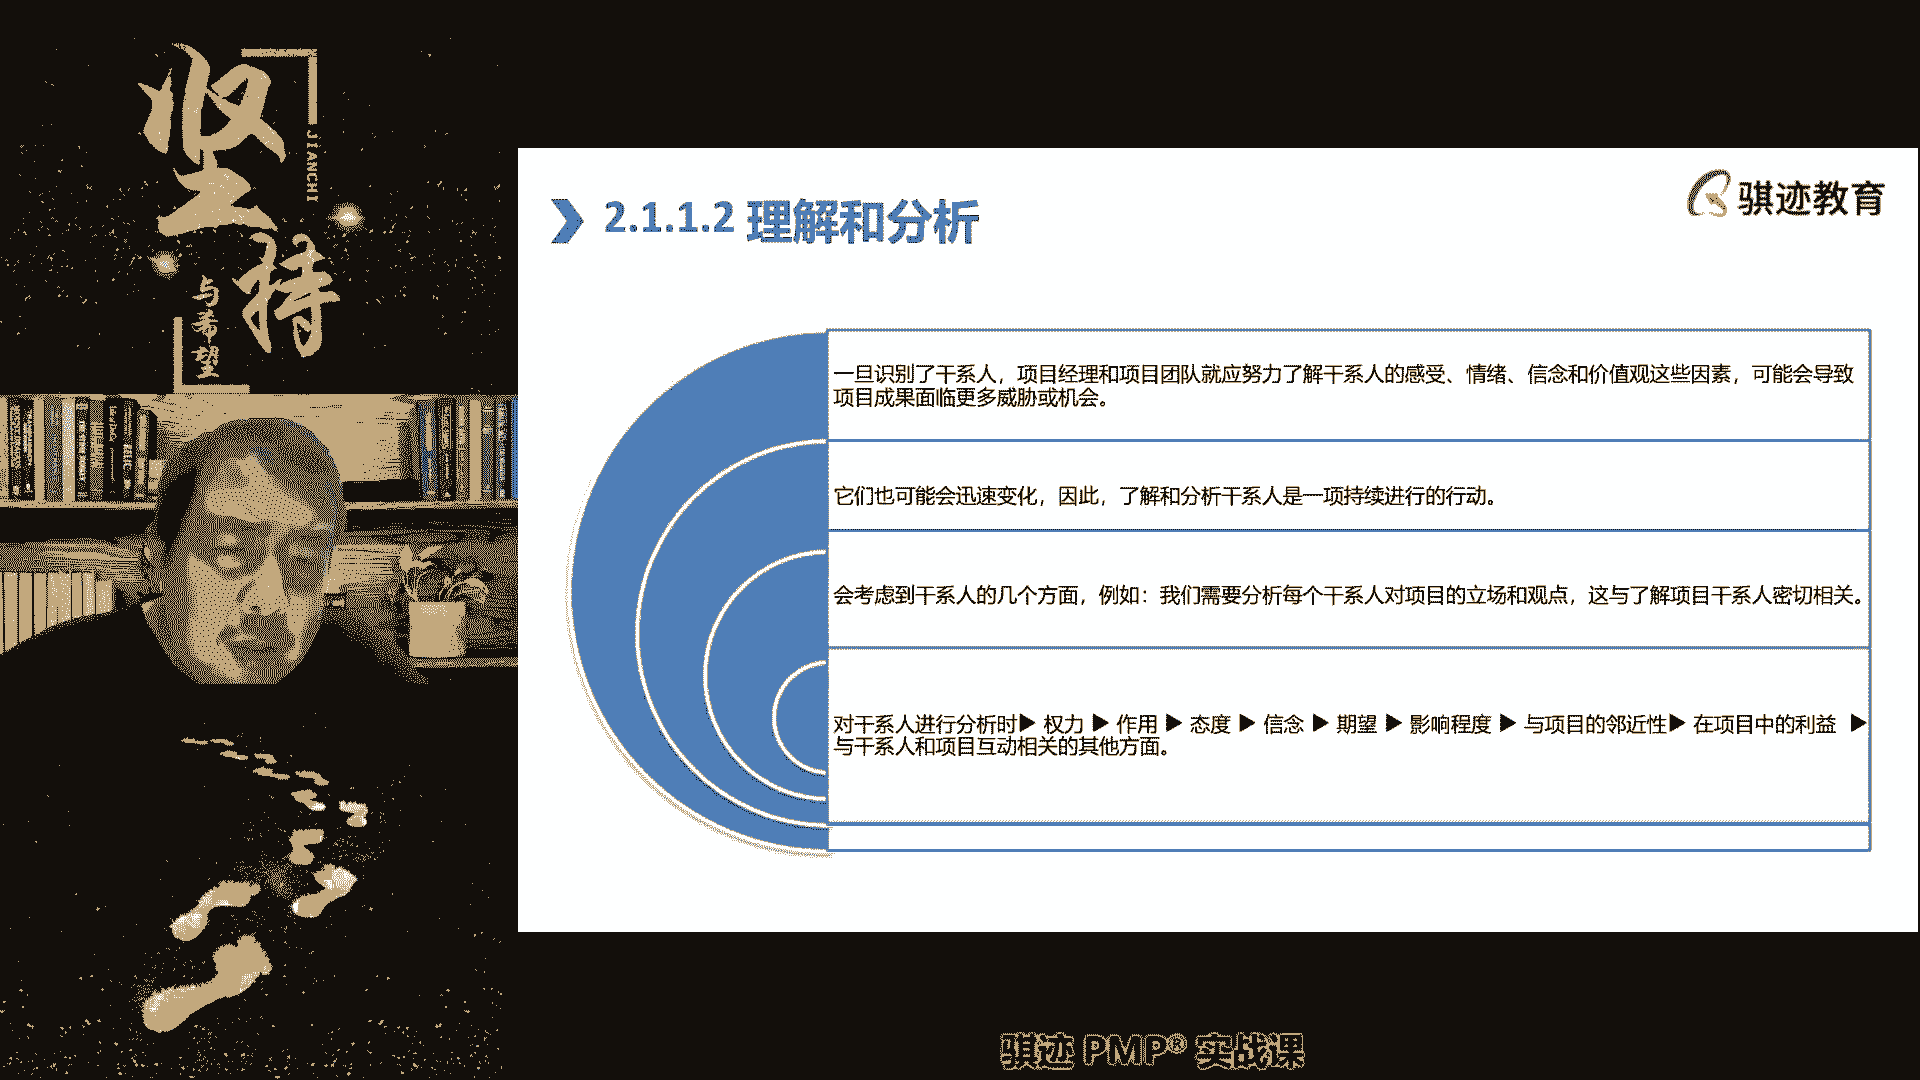 坚
持
JIANCHI
与希望
骐迹教育
2.1.1.2 理解和分析
一旦识别了干系人，项目经理和项目团队就应努力了解干系人的感受、情绪、信念和价值观这些因素，可能会导致
项目成果面临更多威胁或机会。
它们也可能会迅速变化，因此，了解和分析干系人是一项持续进行的行动。
会考虑到干系人的几个方面，例如：我们需要分析每个干系人对项目的立场和观点，这与了解项目干系人密切相关。
对干系人进行分析时▶ 权力 ▶ 作用 ▶ 态度 ▶ 信念 ▶ 期望 ▶ 影响程度 ▶ 与项目的邻近性▶ 在项目中的利益 ▶
与干系人和项目互动相关的其他方面。
骐迹 PMP® 实战课